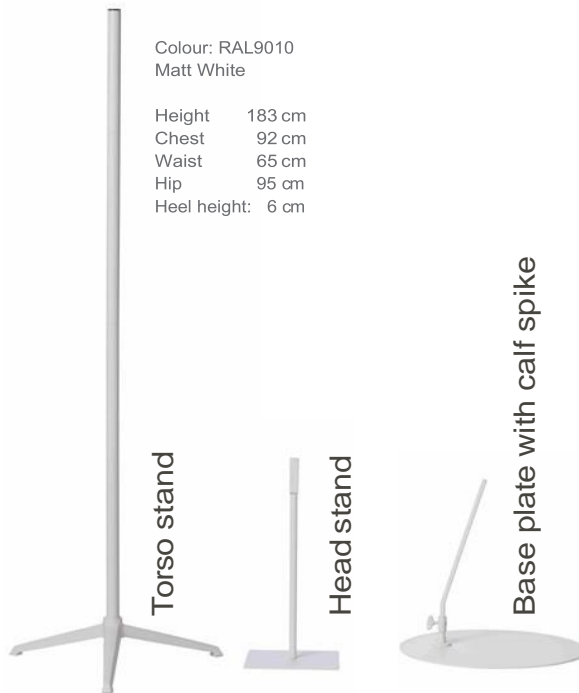 Colour: RAL9010
Matt White
Height 183 cm
Chest 92 cm
Waist 65 cm
Hip 95 cm
Heel height: 6 cm
Torso stand
Head stand
Base plate with calf spike